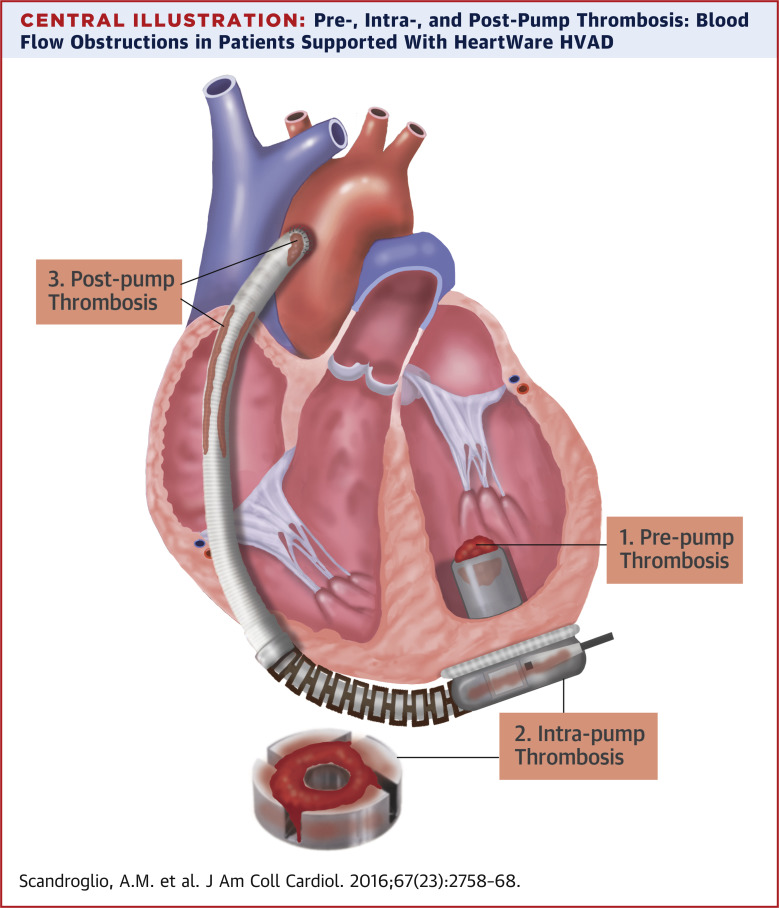 CENTRAL ILLUSTRATION: Pre-, Intra-, and Post-Pump Thrombosis: Blood
Flow Obstructions in Patients Supported With HeartWare HVAD
3. Post-pump
Thrombosis
1. Pre-pump
Thrombosis
2. Intra-pump
Thrombosis
Scandroglio, A.M. et al. J Am Coll Cardiol. 2016;67(23):2758–68.